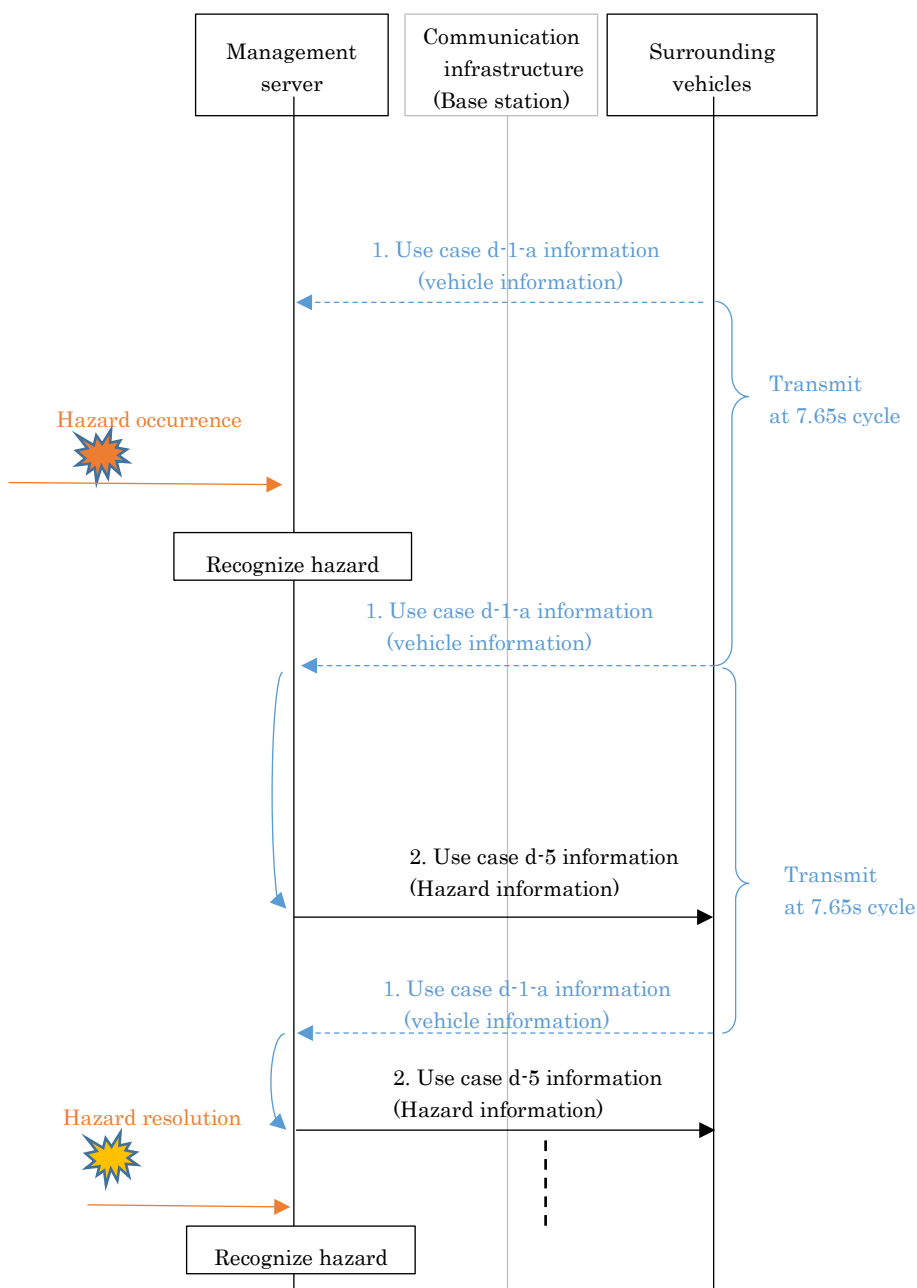 Management
server
Communication
infrastructure
(Base station)
Surrounding
vehicles
1. Use case d-1-a information
(vehicle information)
Transmit
at 7.65s cycle
Hazard occurrence
Recognize hazard
1. Use case d-1-a information
(vehicle information)
2. Use case d-5 information
(Hazard information)
Transmit
at 7.65s cycle
1. Use case d-1-a information
(vehicle information)
2. Use case d-5 information
(Hazard information)
Hazard resolution
Recognize hazard